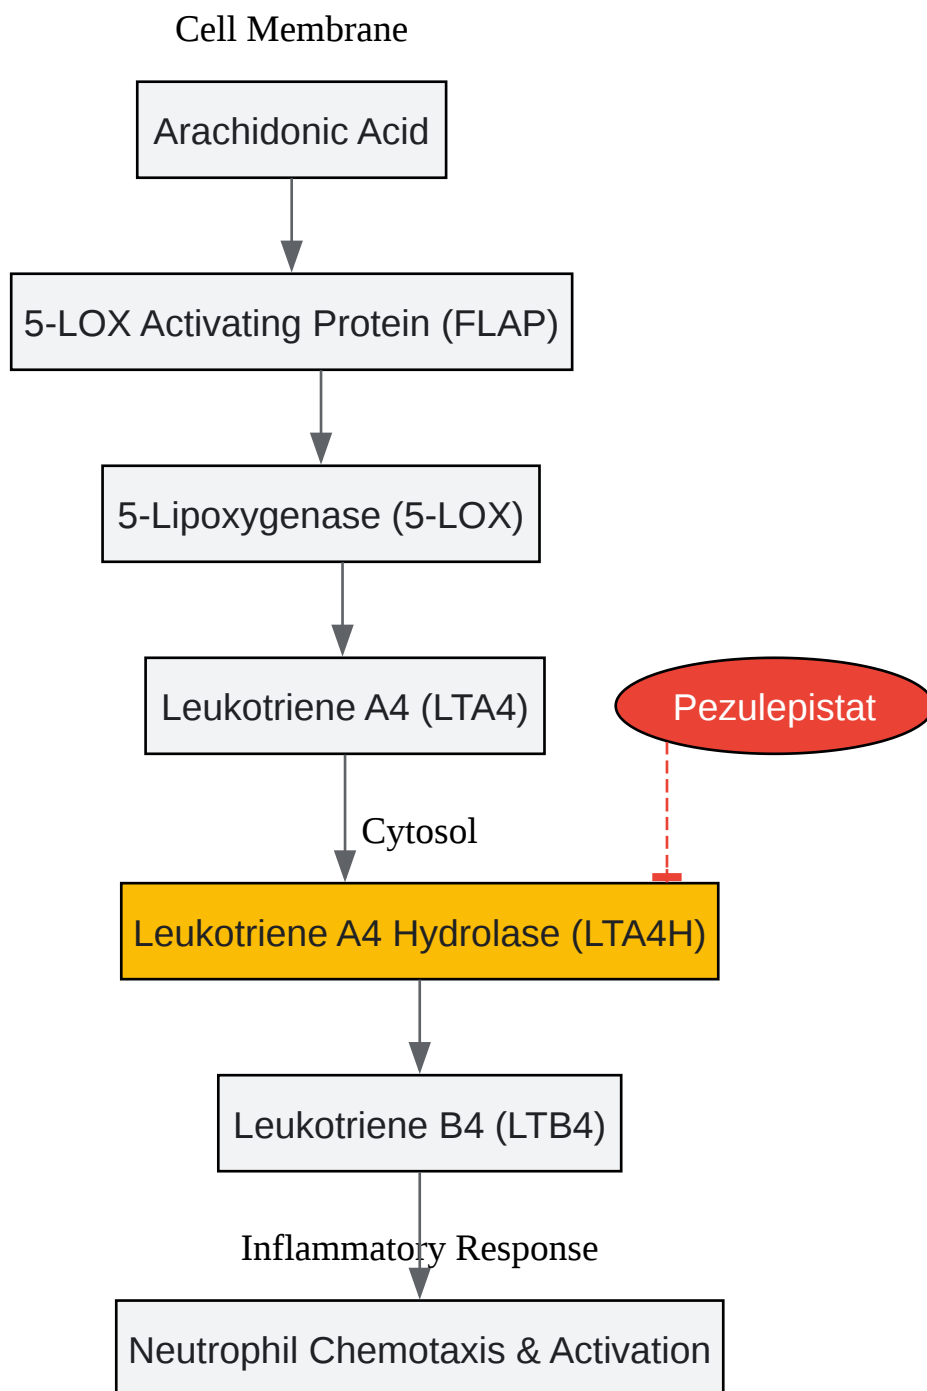 Cell Membrane
Arachidonic Acid
5-LOX Activating Protein (FLAP)
5-Lipoxygenase (5-LOX)
Leukotriene A4 (LTA4)
Pezulepistat
Cytosol
Leukotriene A4 Hydrolase (LTA4H)
Leukotriene B4 (LTB4)
Inflammatory Response
Neutrophil Chemotaxis & Activation